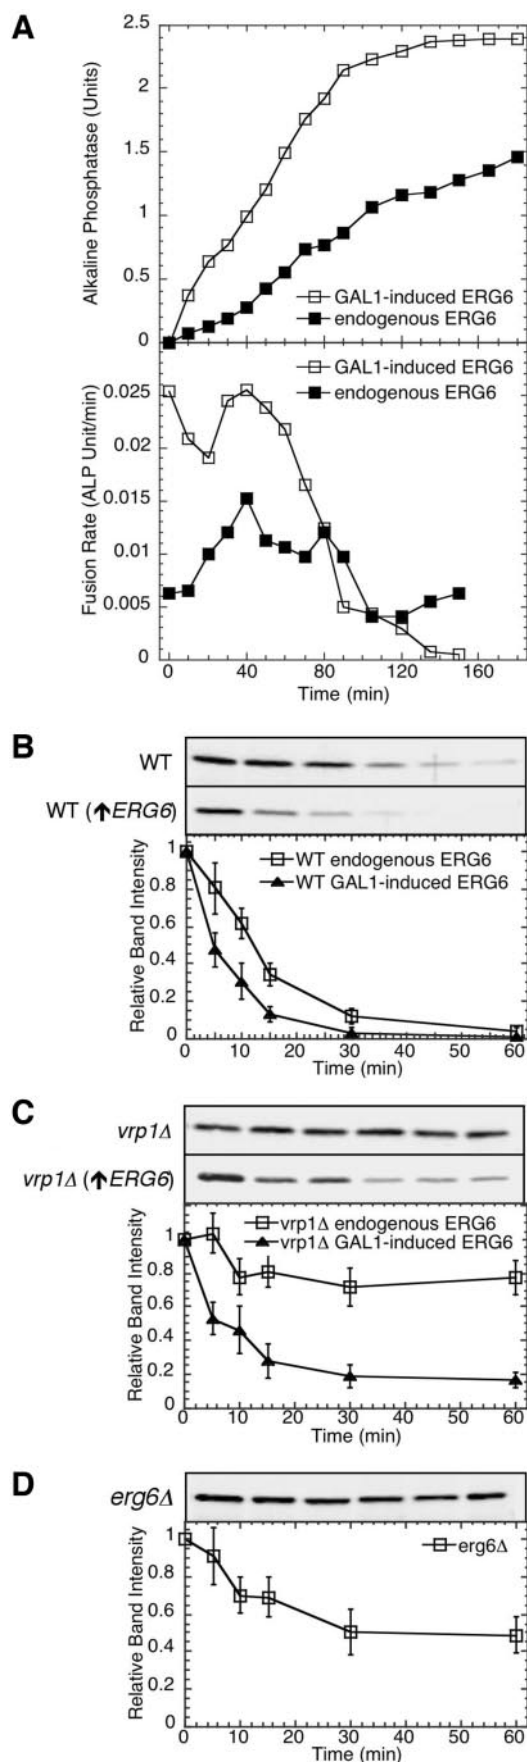 A
Alkaline Phosphatase (Units)
2.5
2
1.5
1
0.5
0
GAL1-induced ERG6
endogenous ERG6
Fusion Rate (ALP Unit/min)
0.025
0.02
0.015
0.01
0.005
0
GAL1-induced ERG6
endogenous ERG6
0 40 80 120 160
Time (min)
B
WT
WT (↑ERG6)
Relative Band Intensity
1
0.8
0.6
0.4
0.2
0
WT endogenous ERG6
WT GAL1-induced ERG6
0 10 20 30 40 50 60
Time (min)
C
vrp1Δ
vrp1Δ (↑ERG6)
Relative Band Intensity
1
0.8
0.6
0.4
0.2
0
vrp1Δ endogenous ERG6
vrp1Δ GAL1-induced ERG6
0 10 20 30 40 50 60
Time (min)
D
erg6Δ
Relative Band Intensity
1
0.8
0.6
0.4
0.2
0
erg6Δ
0 10 20 30 40 50 60
Time (min)